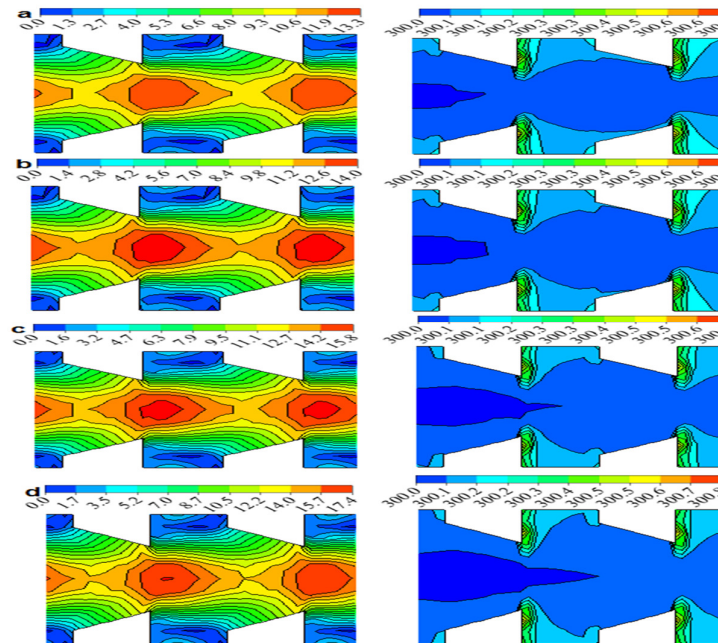 a
0.0 1.3 2.7 4.0 5.3 6.6 8.0 9.3 10.6 11.9 13.3
300.0 300.1 300.1 300.2 300.3 300.3 300.4 300.5 300.6 300.6
b
0.0 1.4 2.8 4.2 5.6 7.0 8.4 9.8 11.2 12.6 14.0
300.0 300.1 300.1 300.2 300.3 300.3 300.4 300.5 300.6 300.6
c
0.0 1.6 3.2 4.7 6.3 7.9 9.5 11.1 12.7 14.2 15.8
300.0 300.1 300.1 300.2 300.3 300.3 300.4 300.5 300.5 300.6
d
0.0 1.7 3.5 5.2 7.0 8.7 10.5 12.2 14.0 15.7 17.4
300.0 300.1 300.2 300.2 300.3 300.4 300.5 300.6 300.7